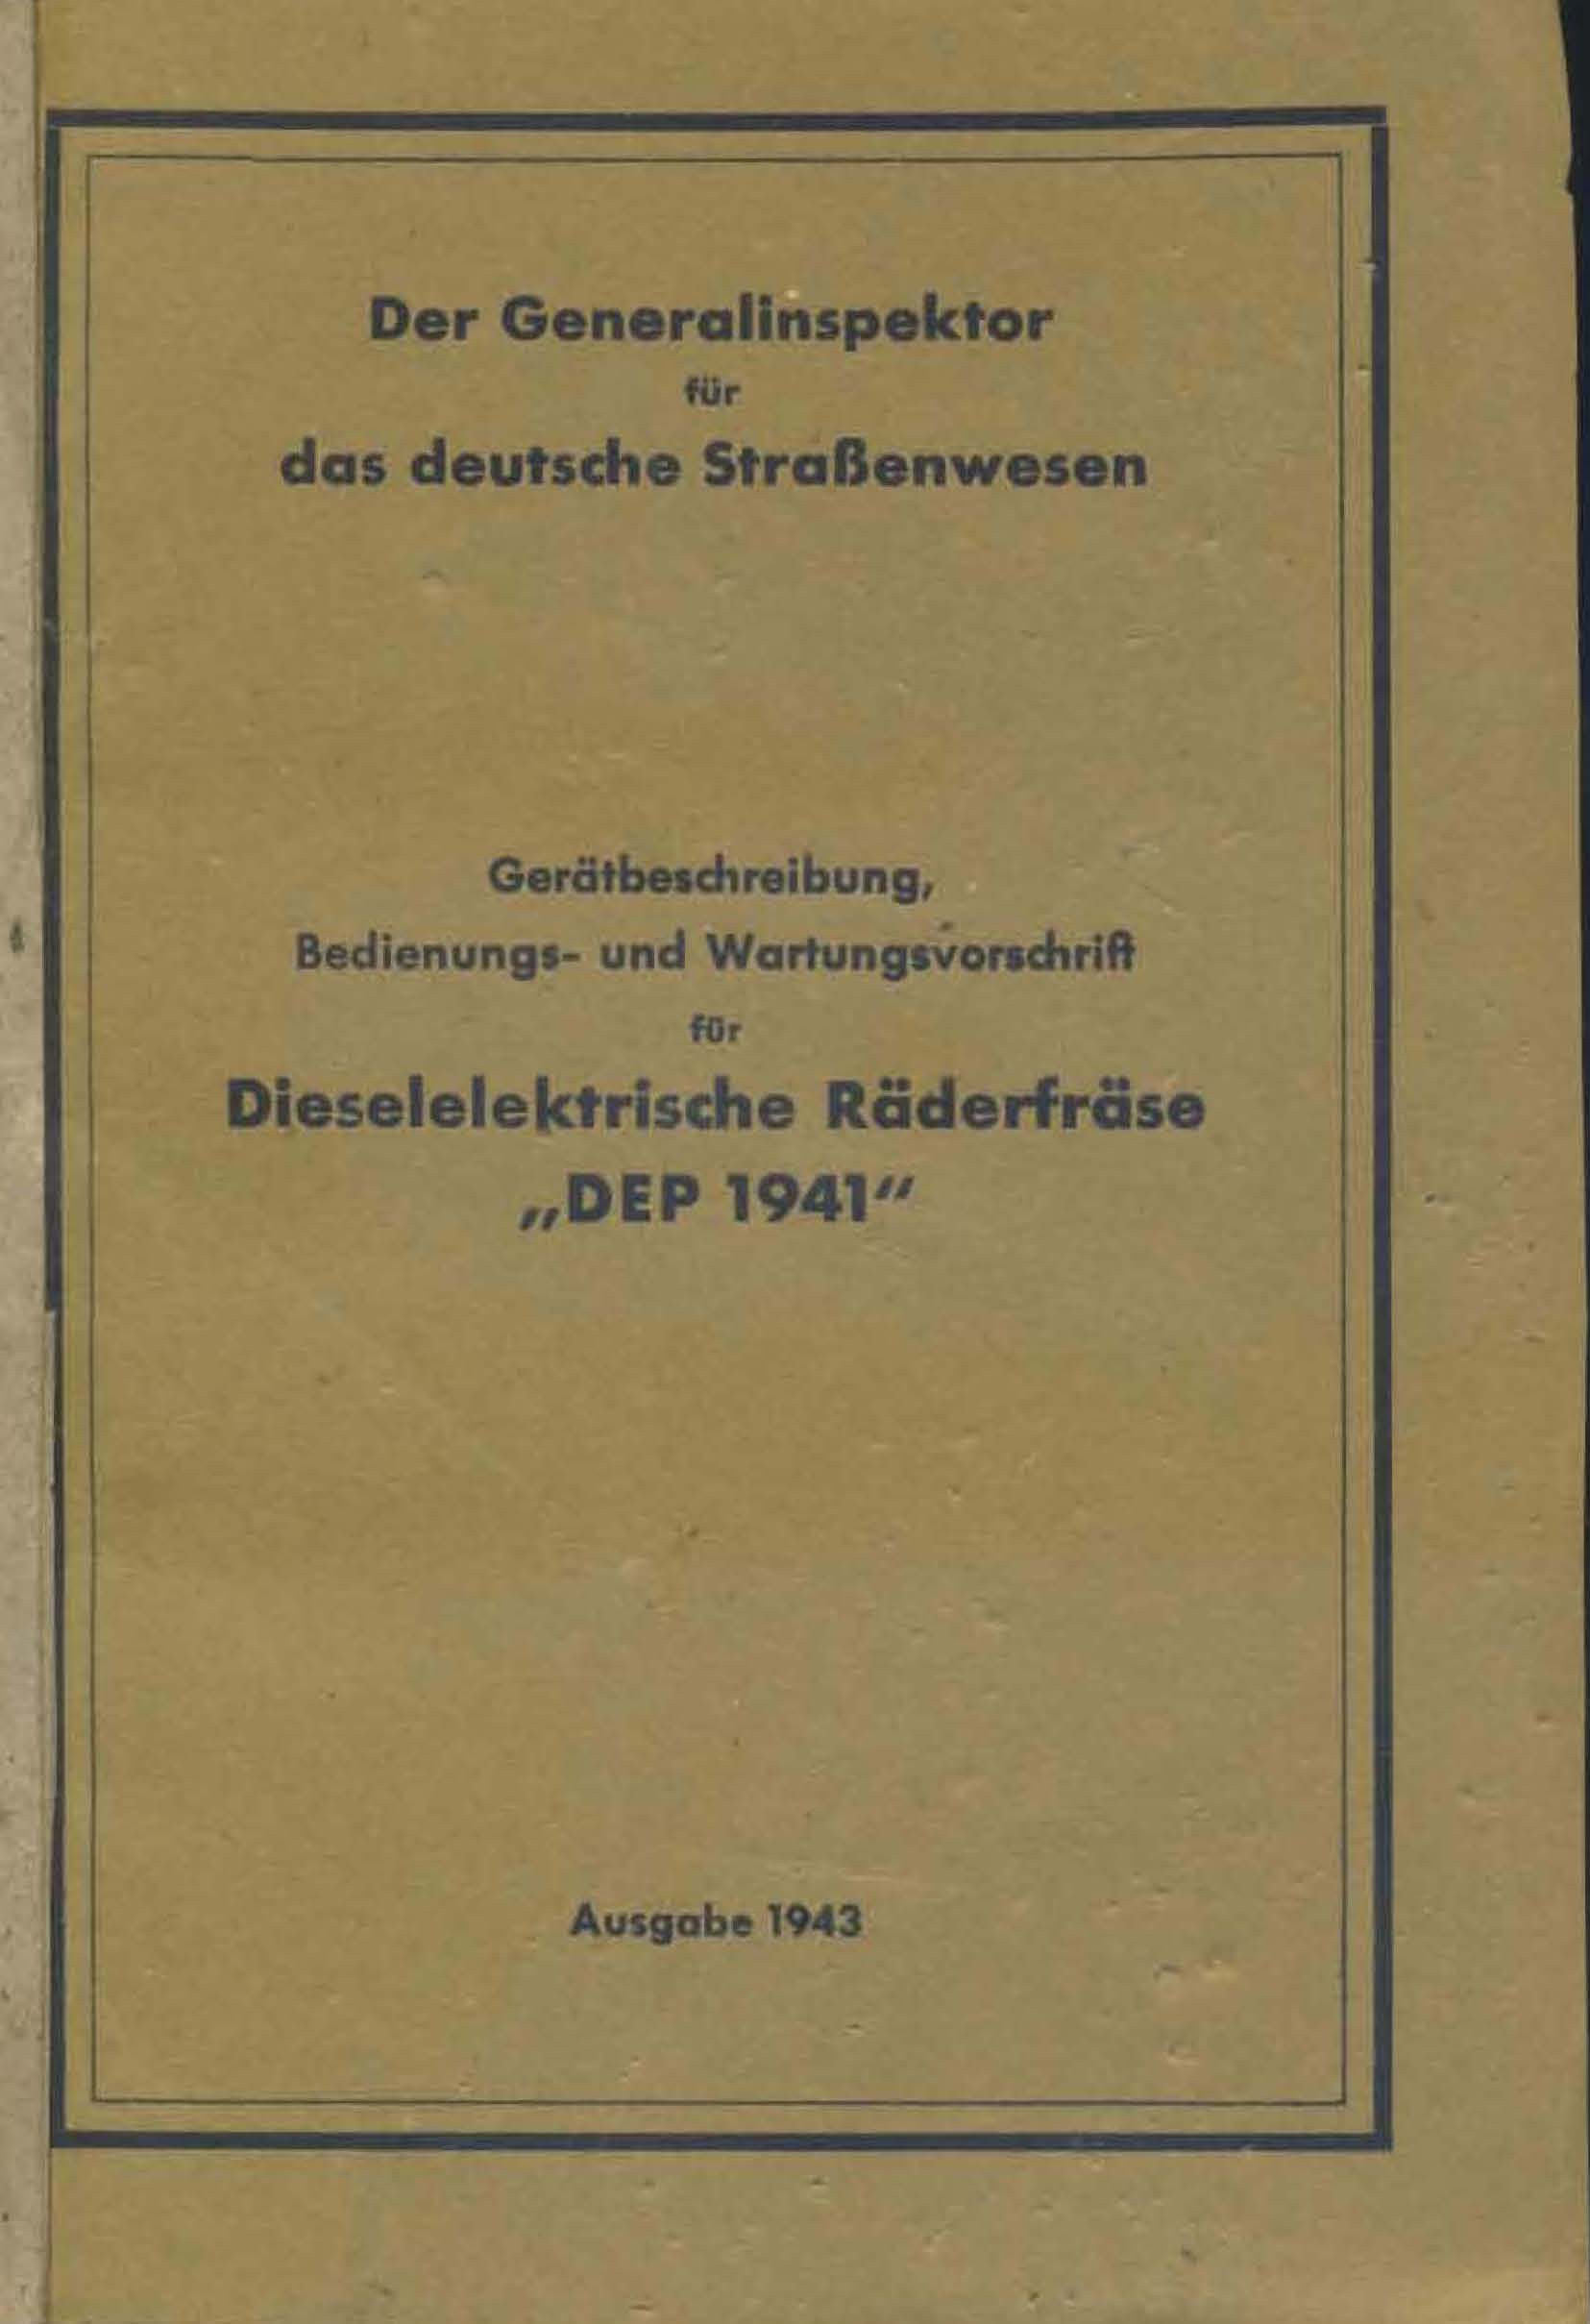 Der Generalinspektor
für
das deutsche Straßenwesen
Gerätbeschreibung,
Bedienungs- und Wartungsvorschrift
für
Dieselelektrische Räderfräse
„DEP 1941“
Ausgabe 1943